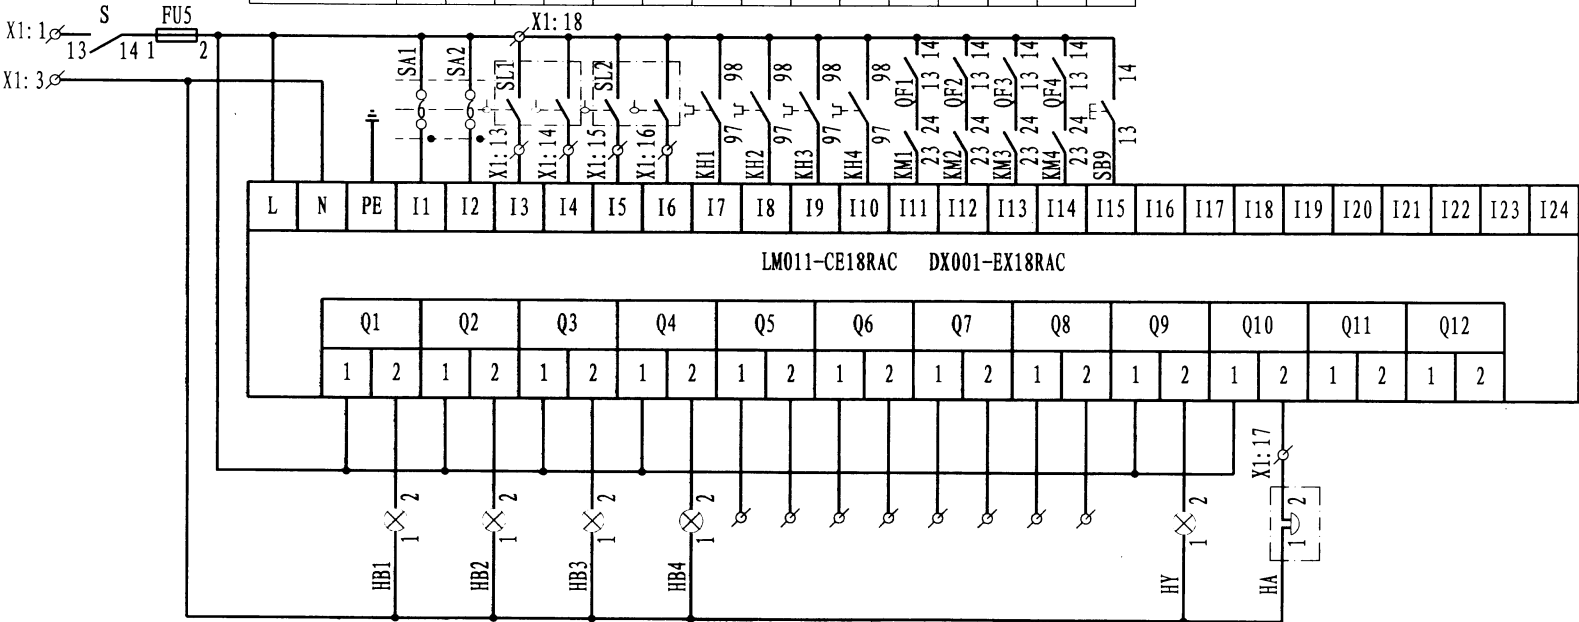 X1:1 13 S 14 1 FU5 2
X1:3
X1:18
SA1 SA2 SL1 SL2
X1:13 X1:14 X1:15 X1:16
98 98 98 98
97 97 97 97
KH1 KH2 KH3 KH4
14 14 14 14
13 13 13 13
QF1 QF2 QF3 QF4
24 24 24 24
23 23 23 23
KM1 KM2 KM3 KM4
14
13
SB9
L N PE I1 I2 I3 I4 I5 I6 I7 I8 I9 I10 I11 I12 I13 I14 I15 I16 I17 I18 I19 I20 I21 I22 I23 I24
LM011-CE18RAC DX001-EX18RAC
Q1 Q2 Q3 Q4 Q5 Q6 Q7 Q8 Q9 Q10 Q11 Q12
1 2 1 2 1 2 1 2 1 2 1 2 1 2 1 2 1 2 1 2 1 2 1 2
X1:17
2 2 2 2 2 2
1 1 1 1 1 1
HB1 HB2 HB3 HB4 HY HA